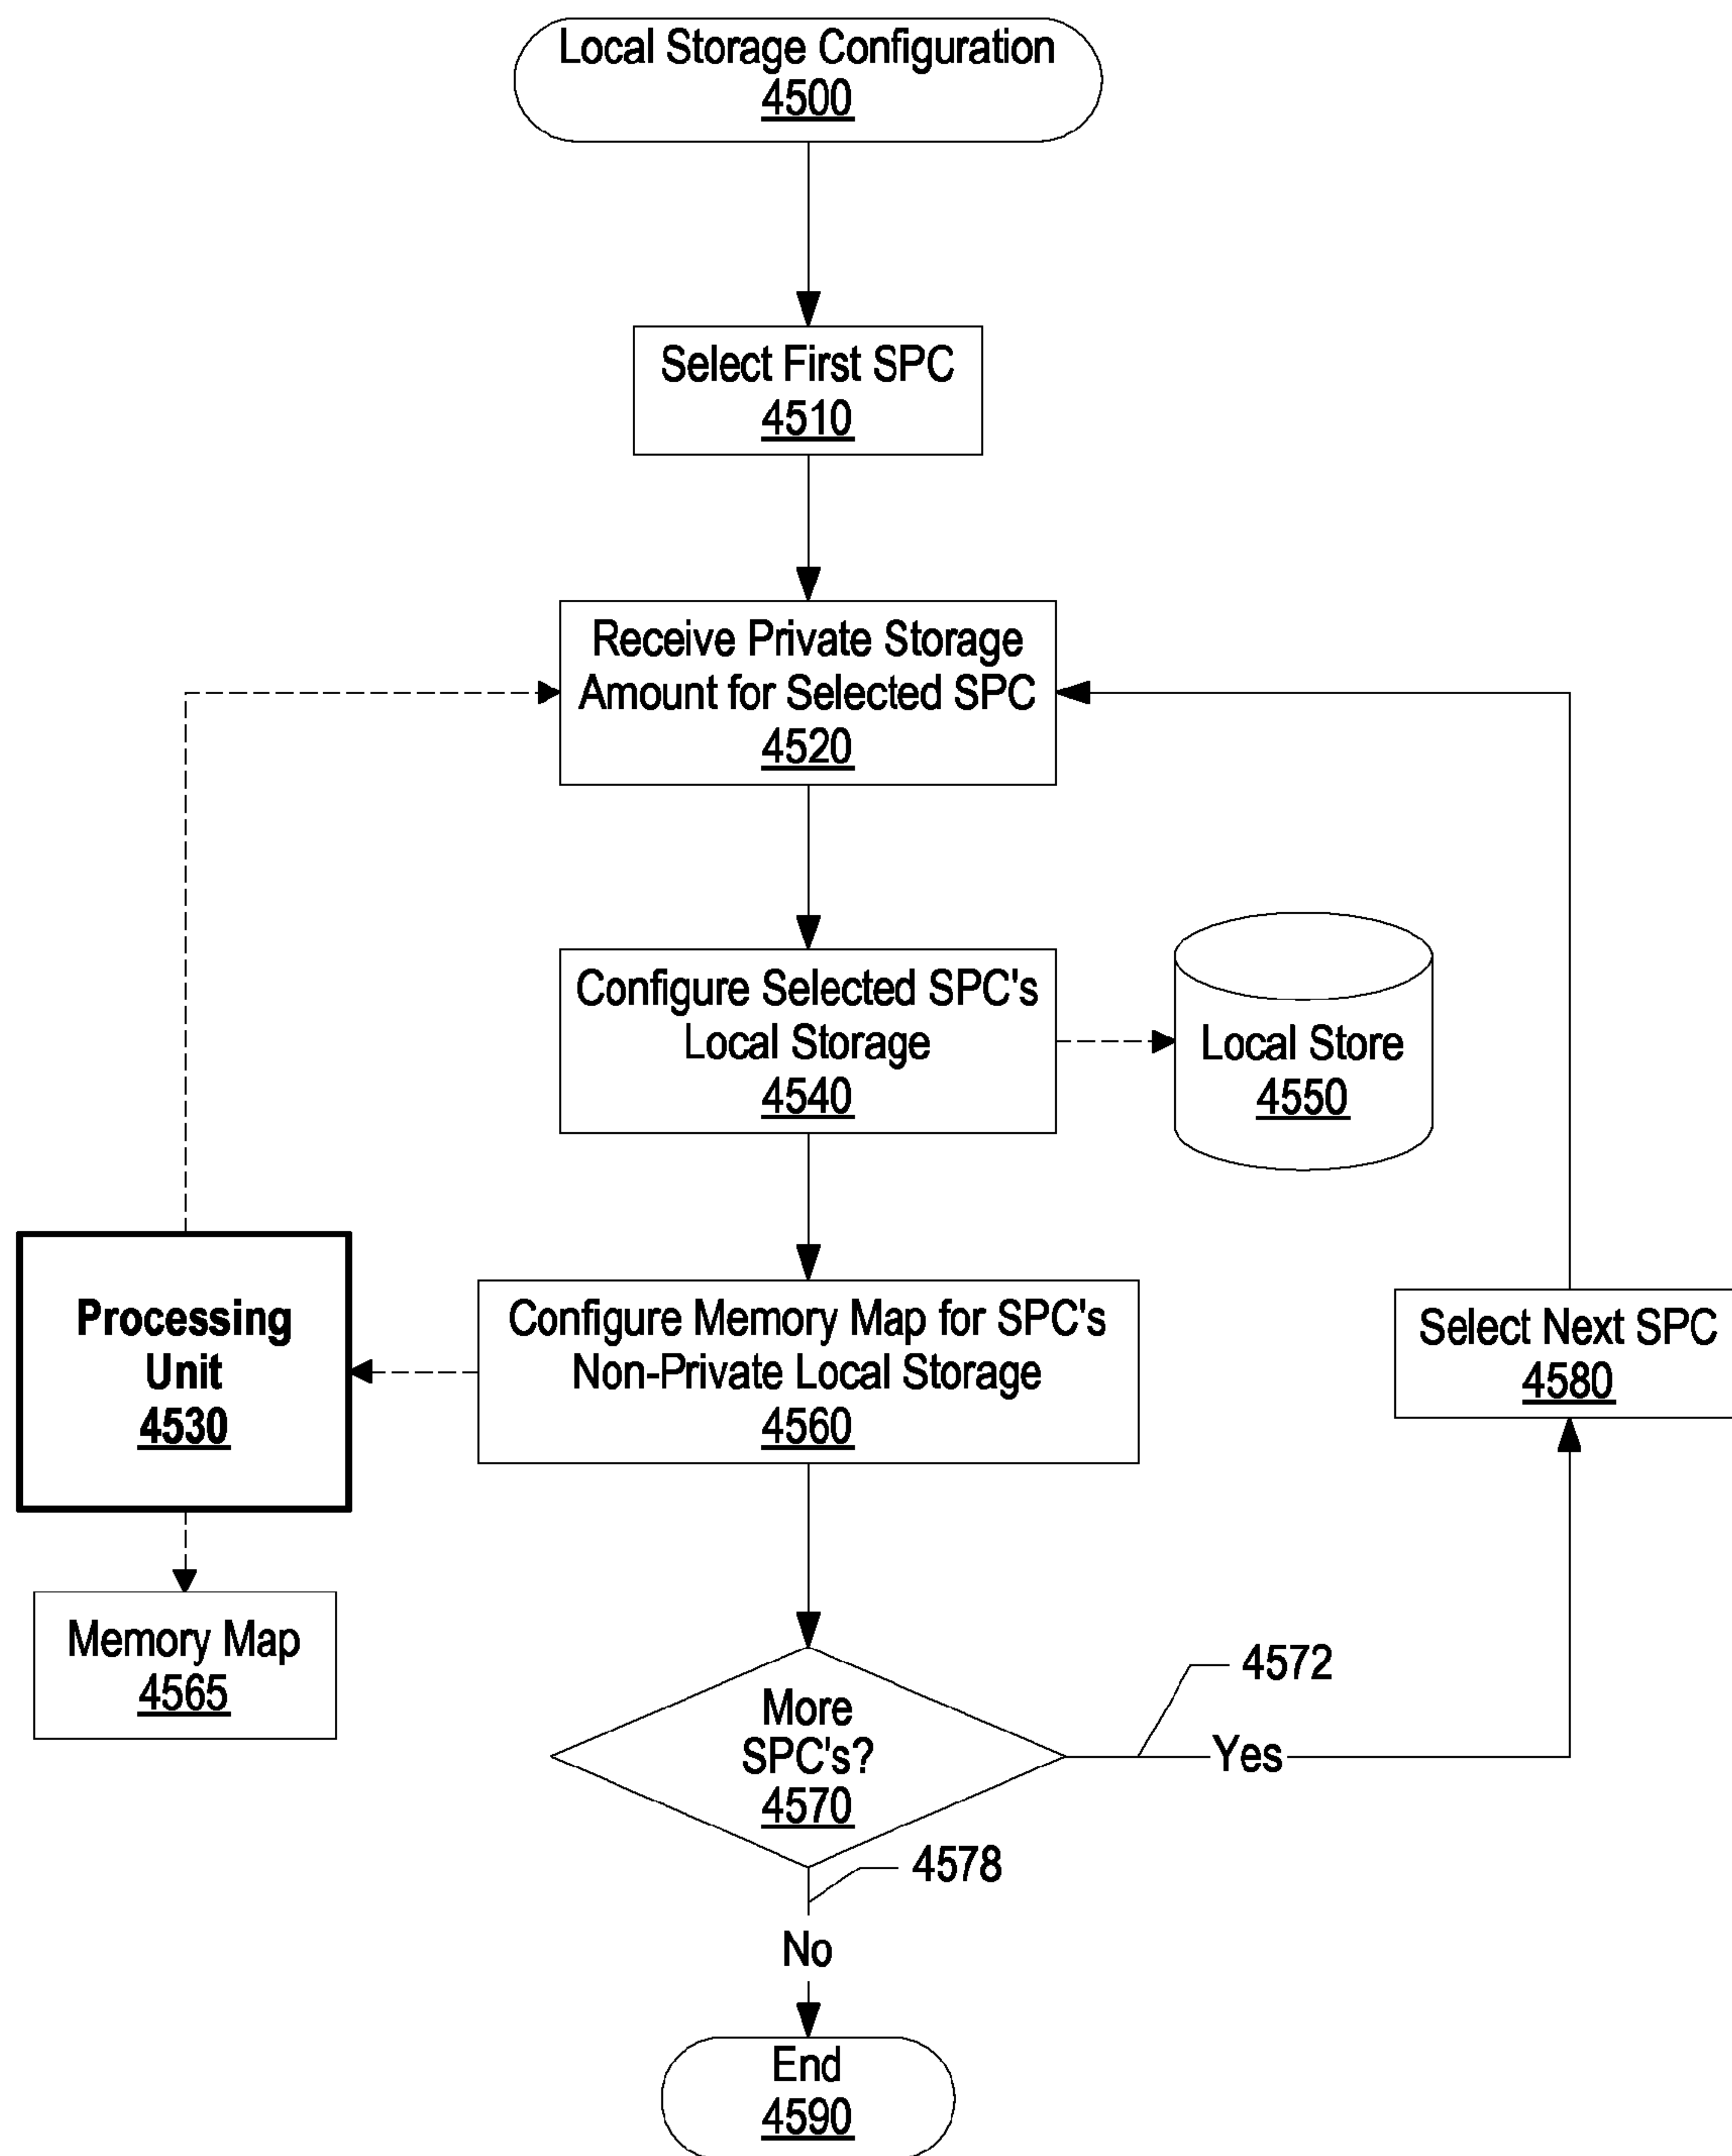 Local Storage Configuration
4500
Select First SPC
4510
Receive Private Storage
Amount for Selected SPC
4520
Configure Selected SPC's
Local Storage
4540
Local Store
4550
Processing
Unit
4530
Configure Memory Map for SPC's
Non-Private Local Storage
4560
Select Next SPC
4580
Memory Map
4565
More
SPC's?
4570
4572
Yes
4578
No
End
4590